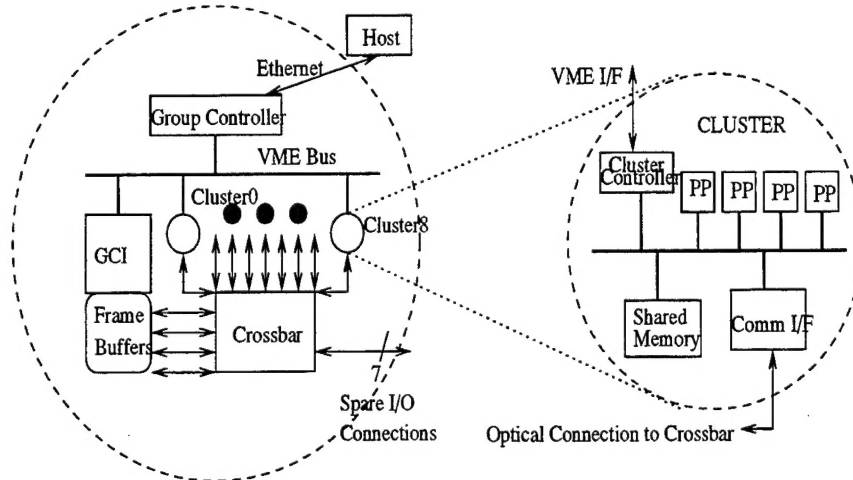 Host
Ethernet
Group Controller
VME Bus
Cluster0
Cluster8
GCI
Frame
Buffers
Crossbar
7
Spare I/O
Connections
VME I/F
CLUSTER
Cluster
Controller
PP
PP
PP
PP
Shared
Memory
Comm I/F
Optical Connection to Crossbar